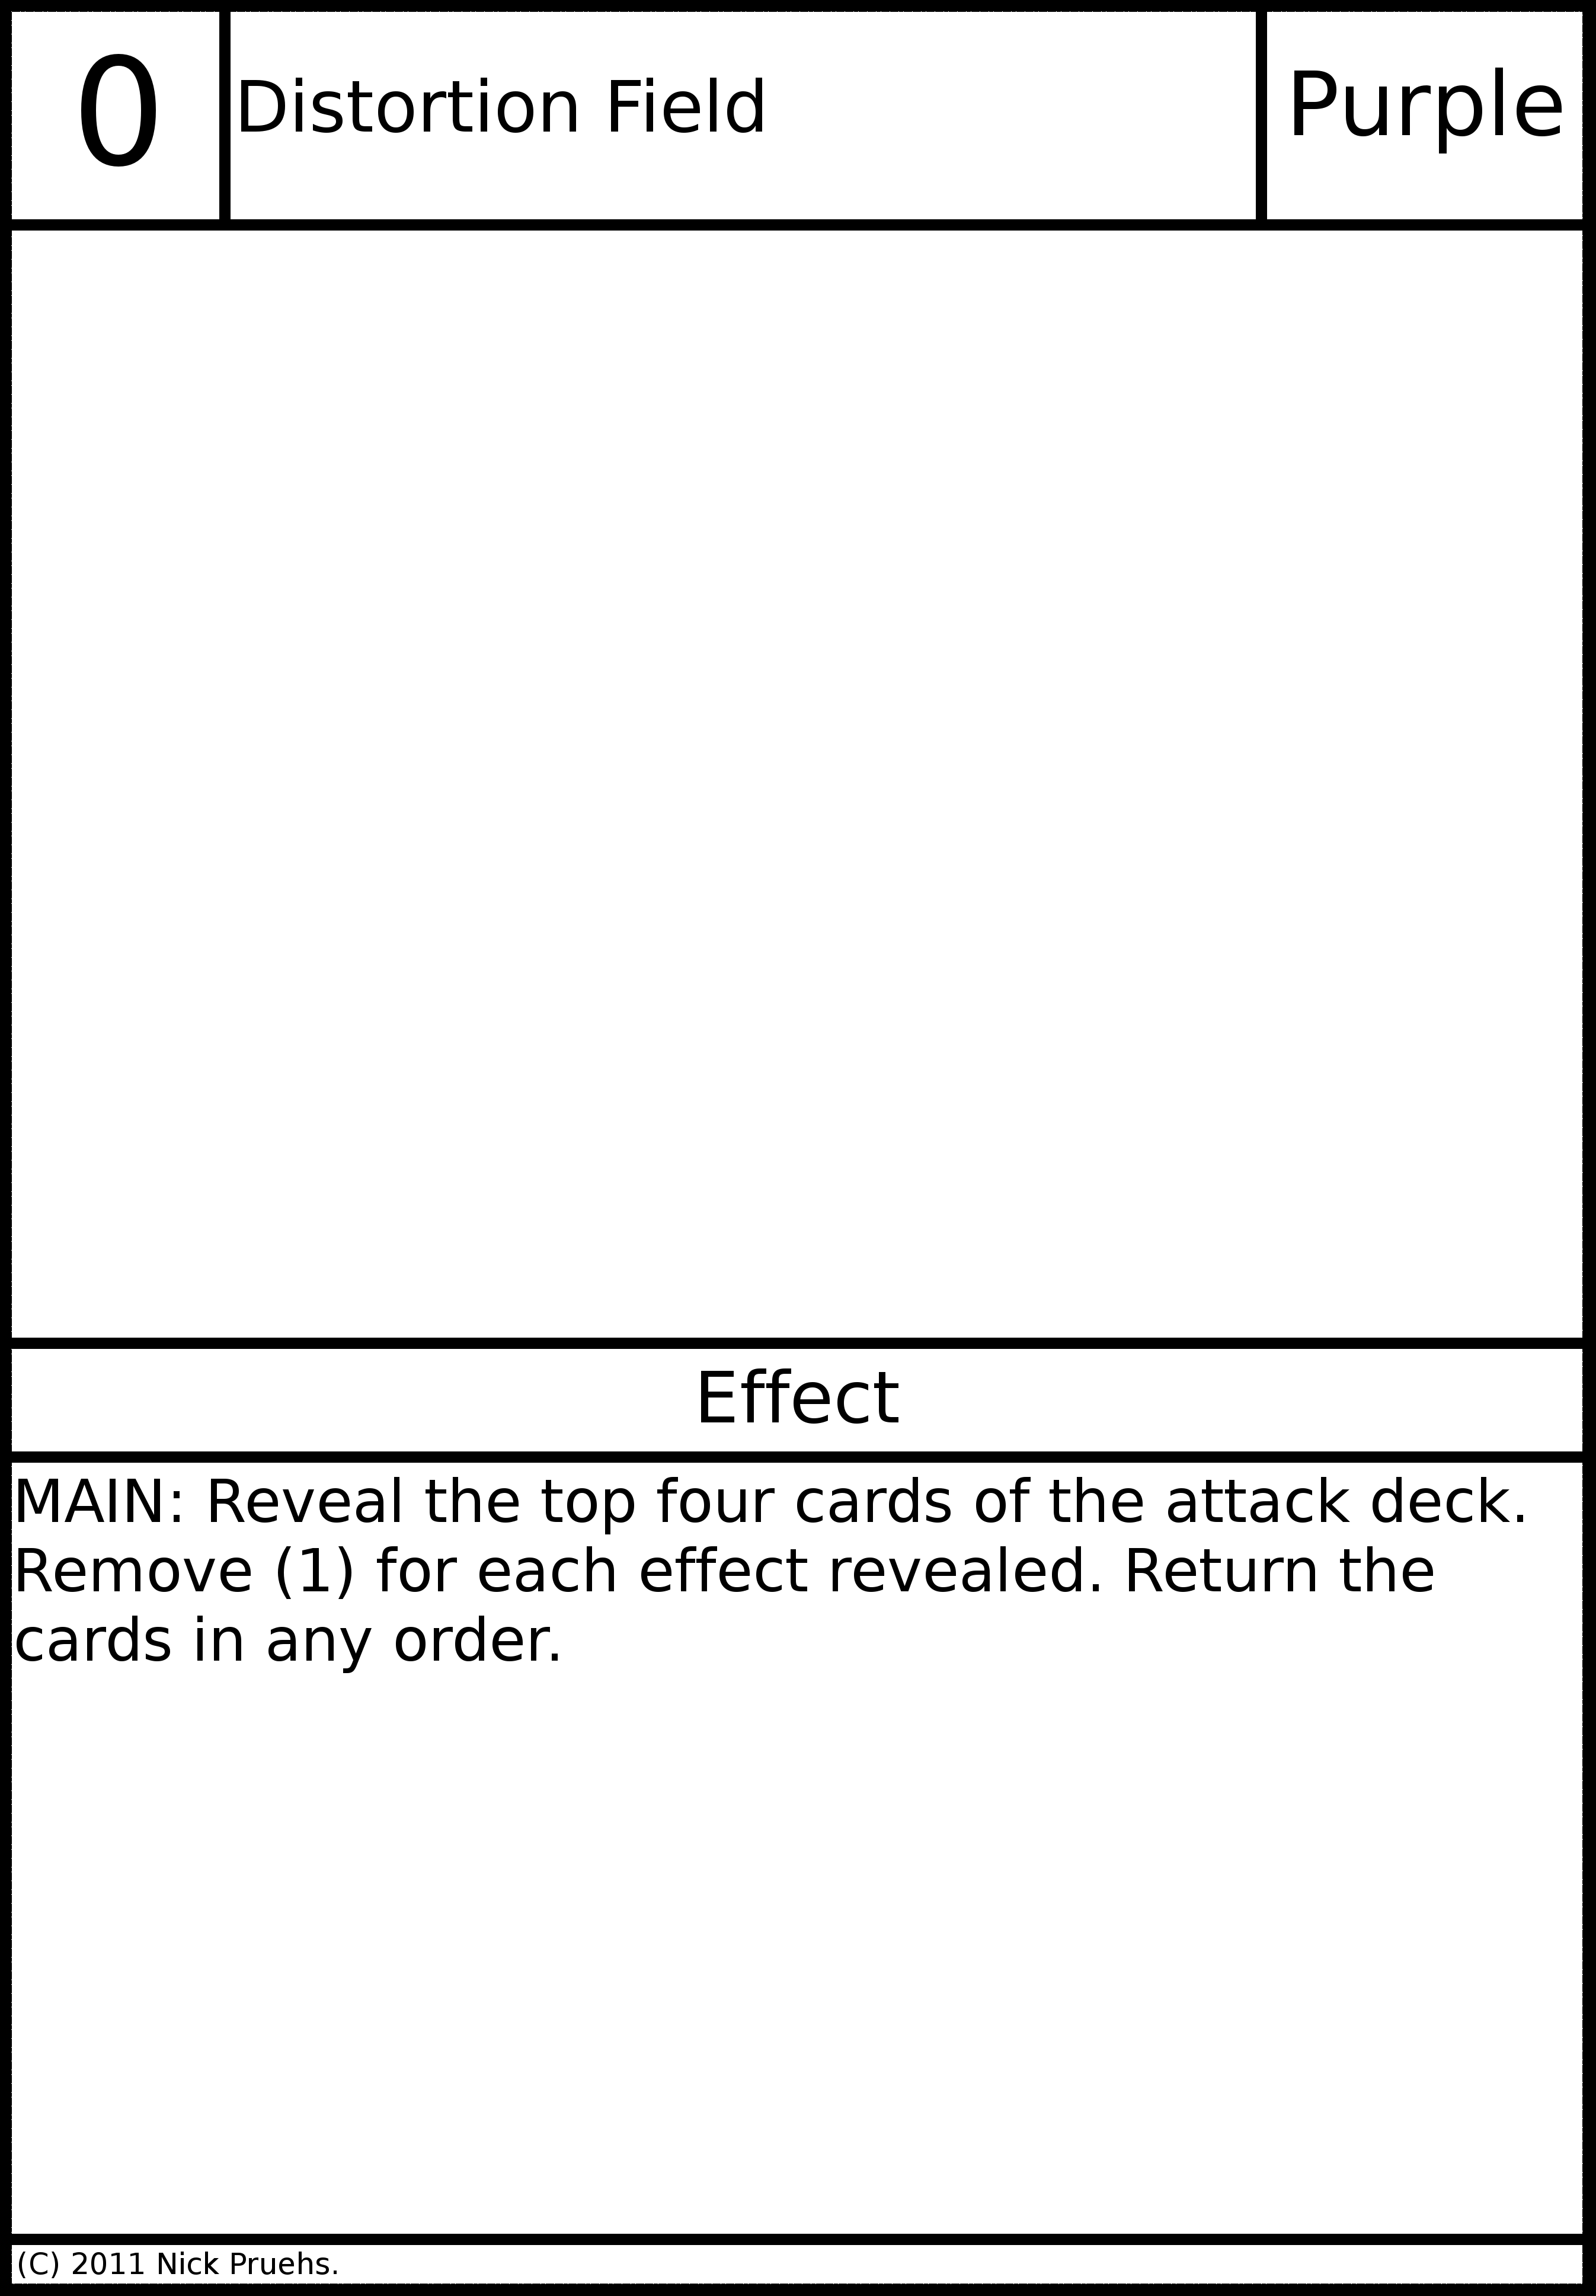 0
Distortion Field
Purple
Effect
MAIN: Reveal the top four cards of the attack deck.
Remove (1) for each effect revealed. Return the
cards in any order.
(C) 2011 Nick Pruehs.